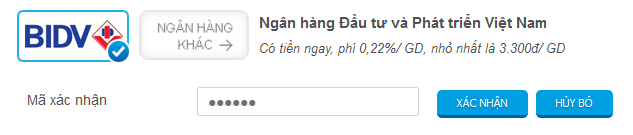 BIDV
NGÂN HÀNG
KHÁC →
Ngân hàng Đầu tư và Phát triển Việt Nam
Có tiền ngay, phí 0,22%/ GD, nhỏ nhất là 3.300đ/ GD
Mã xác nhận
●●●●●●
XÁC NHẬN
HỦY BỎ